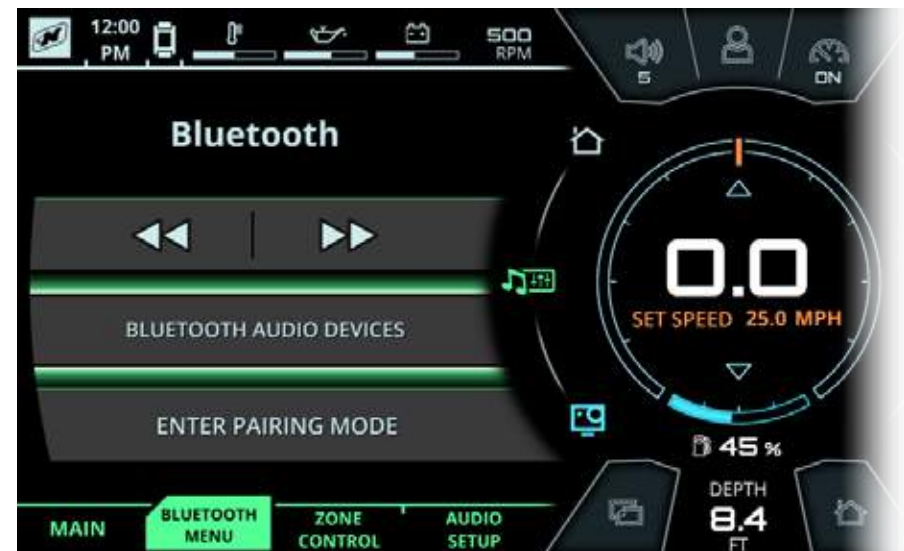 12:00
PM
500
RPM
5
ON
Bluetooth
0.0
SET SPEED 25.0 MPH
BLUETOOTH AUDIO DEVICES
ENTER PAIRING MODE
45 %
DEPTH
8.4
FT
MAIN
BLUETOOTH
MENU
ZONE
CONTROL
AUDIO
SETUP